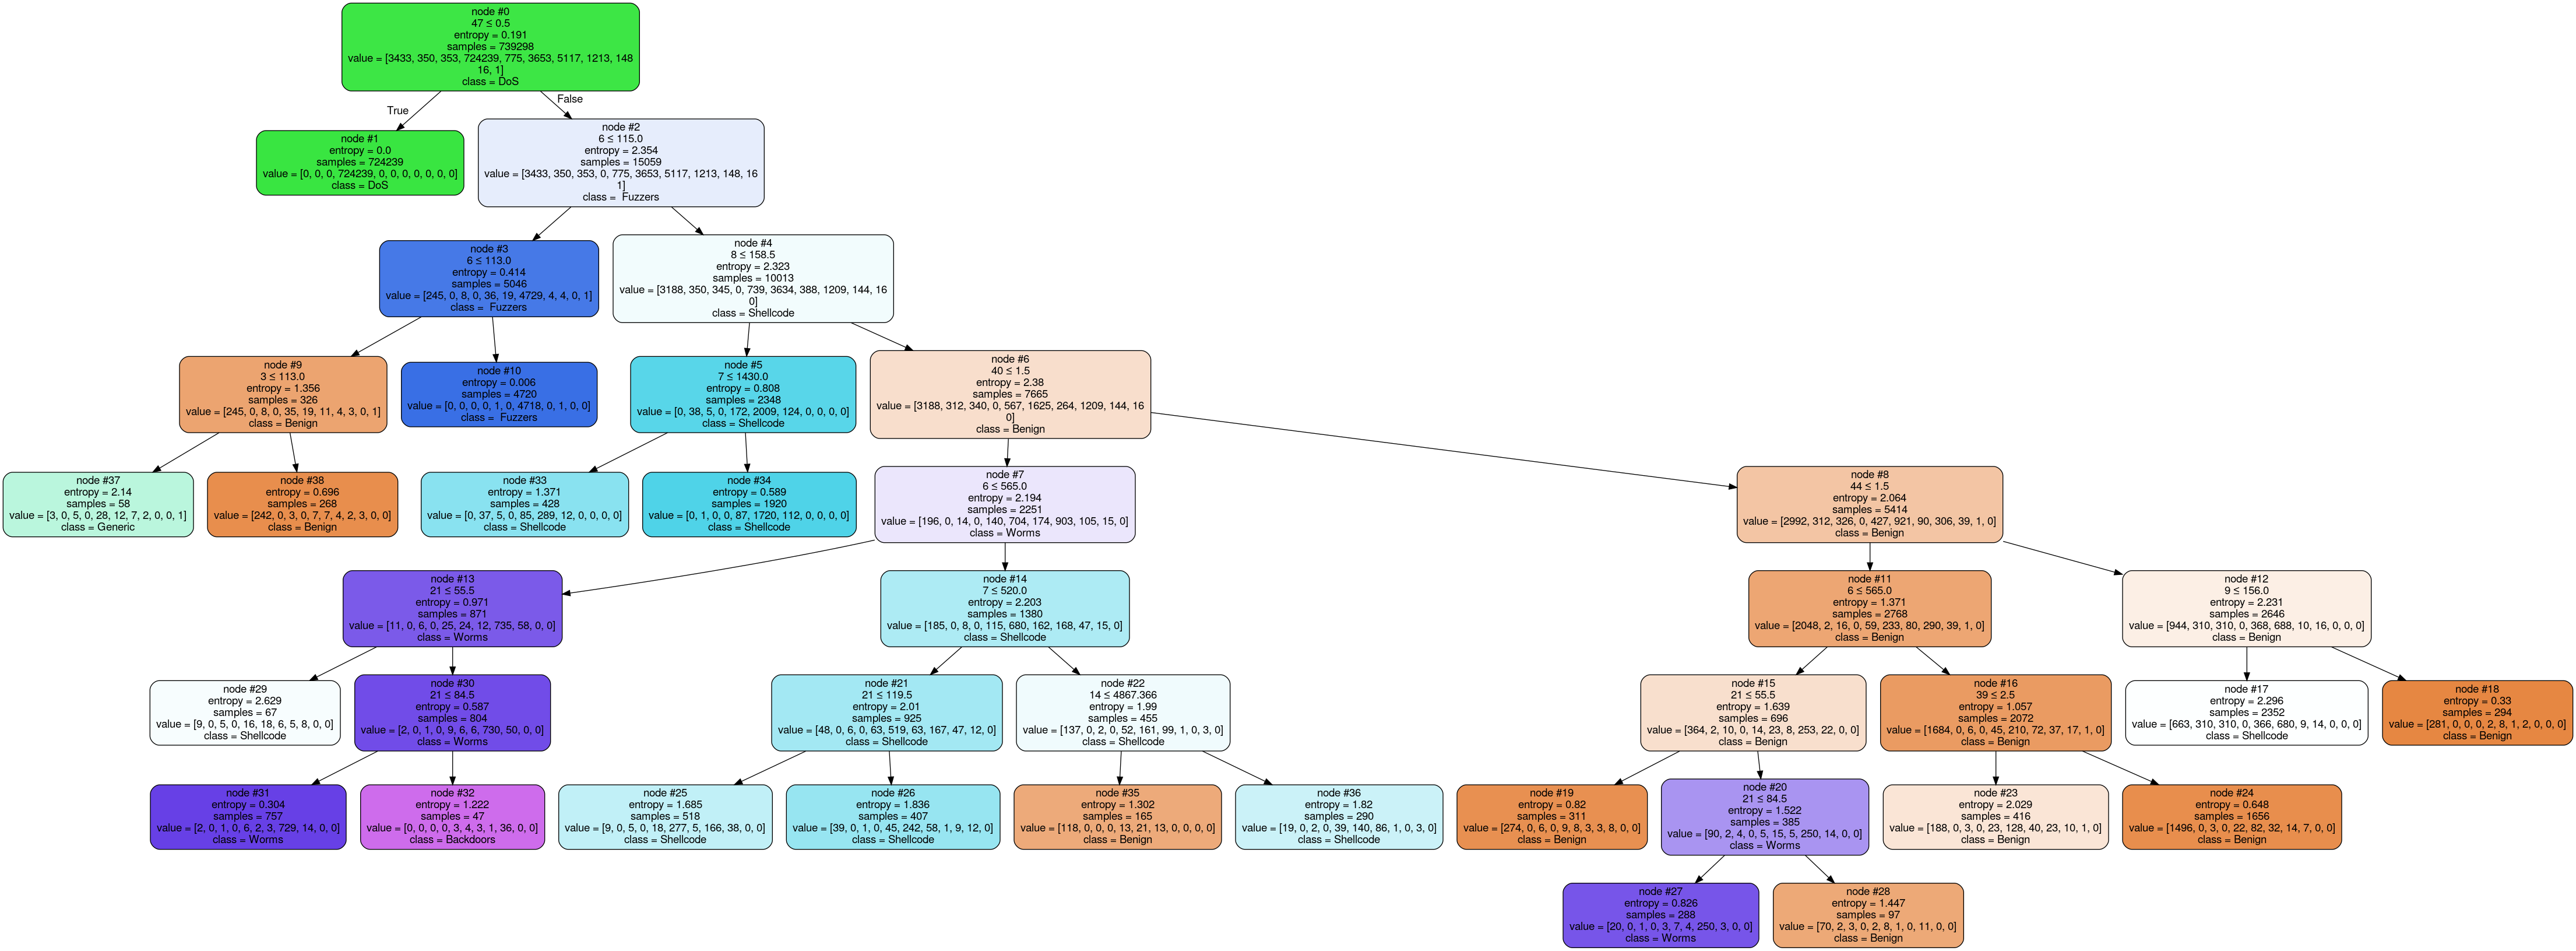 node #0
47 ≤ 0.5
entropy = 0.191
samples = 739298
value = [3433, 350, 353, 724239, 775, 3653, 5117, 1213, 148
16, 1]
class = DoS
True
False
node #1
entropy = 0.0
samples = 724239
value = [0, 0, 0, 724239, 0, 0, 0, 0, 0, 0, 0]
class = DoS
node #2
6 ≤ 115.0
entropy = 2.354
samples = 15059
value = [3433, 350, 353, 0, 775, 3653, 5117, 1213, 148, 16
1]
class =  Fuzzers
node #3
6 ≤ 113.0
entropy = 0.414
samples = 5046
value = [245, 0, 8, 0, 36, 19, 4729, 4, 4, 0, 1]
class =  Fuzzers
node #4
8 ≤ 158.5
entropy = 2.323
samples = 10013
value = [3188, 350, 345, 0, 739, 3634, 388, 1209, 144, 16
0]
class = Shellcode
node #9
3 ≤ 113.0
entropy = 1.356
samples = 326
value = [245, 0, 8, 0, 35, 19, 11, 4, 3, 0, 1]
class = Benign
node #10
entropy = 0.006
samples = 4720
value = [0, 0, 0, 0, 1, 0, 4718, 0, 1, 0, 0]
class =  Fuzzers
node #5
7 ≤ 1430.0
entropy = 0.808
samples = 2348
value = [0, 38, 5, 0, 172, 2009, 124, 0, 0, 0, 0]
class = Shellcode
node #6
40 ≤ 1.5
entropy = 2.38
samples = 7665
value = [3188, 312, 340, 0, 567, 1625, 264, 1209, 144, 16
0]
class = Benign
node #37
entropy = 2.14
samples = 58
value = [3, 0, 5, 0, 28, 12, 7, 2, 0, 0, 1]
class = Generic
node #38
entropy = 0.696
samples = 268
value = [242, 0, 3, 0, 7, 7, 4, 2, 3, 0, 0]
class = Benign
node #33
entropy = 1.371
samples = 428
value = [0, 37, 5, 0, 85, 289, 12, 0, 0, 0, 0]
class = Shellcode
node #34
entropy = 0.589
samples = 1920
value = [0, 1, 0, 0, 87, 1720, 112, 0, 0, 0, 0]
class = Shellcode
node #7
6 ≤ 565.0
entropy = 2.194
samples = 2251
value = [196, 0, 14, 0, 140, 704, 174, 903, 105, 15, 0]
class = Worms
node #8
44 ≤ 1.5
entropy = 2.064
samples = 5414
value = [2992, 312, 326, 0, 427, 921, 90, 306, 39, 1, 0]
class = Benign
node #13
21 ≤ 55.5
entropy = 0.971
samples = 871
value = [11, 0, 6, 0, 25, 24, 12, 735, 58, 0, 0]
class = Worms
node #14
7 ≤ 520.0
entropy = 2.203
samples = 1380
value = [185, 0, 8, 0, 115, 680, 162, 168, 47, 15, 0]
class = Shellcode
node #11
6 ≤ 565.0
entropy = 1.371
samples = 2768
value = [2048, 2, 16, 0, 59, 233, 80, 290, 39, 1, 0]
class = Benign
node #12
9 ≤ 156.0
entropy = 2.231
samples = 2646
value = [944, 310, 310, 0, 368, 688, 10, 16, 0, 0, 0]
class = Benign
node #29
entropy = 2.629
samples = 67
value = [9, 0, 5, 0, 16, 18, 6, 5, 8, 0, 0]
class = Shellcode
node #30
21 ≤ 84.5
entropy = 0.587
samples = 804
value = [2, 0, 1, 0, 9, 6, 6, 730, 50, 0, 0]
class = Worms
node #21
21 ≤ 119.5
entropy = 2.01
samples = 925
value = [48, 0, 6, 0, 63, 519, 63, 167, 47, 12, 0]
class = Shellcode
node #22
14 ≤ 4867.366
entropy = 1.99
samples = 455
value = [137, 0, 2, 0, 52, 161, 99, 1, 0, 3, 0]
class = Shellcode
node #15
21 ≤ 55.5
entropy = 1.639
samples = 696
value = [364, 2, 10, 0, 14, 23, 8, 253, 22, 0, 0]
class = Benign
node #16
39 ≤ 2.5
entropy = 1.057
samples = 2072
value = [1684, 0, 6, 0, 45, 210, 72, 37, 17, 1, 0]
class = Benign
node #17
entropy = 2.296
samples = 2352
value = [663, 310, 310, 0, 366, 680, 9, 14, 0, 0, 0]
class = Shellcode
node #18
entropy = 0.33
samples = 294
value = [281, 0, 0, 0, 2, 8, 1, 2, 0, 0, 0]
class = Benign
node #31
entropy = 0.304
samples = 757
value = [2, 0, 1, 0, 6, 2, 3, 729, 14, 0, 0]
class = Worms
node #32
entropy = 1.222
samples = 47
value = [0, 0, 0, 0, 3, 4, 3, 1, 36, 0, 0]
class = Backdoors
node #25
entropy = 1.685
samples = 518
value = [9, 0, 5, 0, 18, 277, 5, 166, 38, 0, 0]
class = Shellcode
node #26
entropy = 1.836
samples = 407
value = [39, 0, 1, 0, 45, 242, 58, 1, 9, 12, 0]
class = Shellcode
node #35
entropy = 1.302
samples = 165
value = [118, 0, 0, 0, 13, 21, 13, 0, 0, 0, 0]
class = Benign
node #36
entropy = 1.82
samples = 290
value = [19, 0, 2, 0, 39, 140, 86, 1, 0, 3, 0]
class = Shellcode
node #19
entropy = 0.82
samples = 311
value = [274, 0, 6, 0, 9, 8, 3, 3, 8, 0, 0]
class = Benign
node #20
21 ≤ 84.5
entropy = 1.522
samples = 385
value = [90, 2, 4, 0, 5, 15, 5, 250, 14, 0, 0]
class = Worms
node #23
entropy = 2.029
samples = 416
value = [188, 0, 3, 0, 23, 128, 40, 23, 10, 1, 0]
class = Benign
node #24
entropy = 0.648
samples = 1656
value = [1496, 0, 3, 0, 22, 82, 32, 14, 7, 0, 0]
class = Benign
node #27
entropy = 0.826
samples = 288
value = [20, 0, 1, 0, 3, 7, 4, 250, 3, 0, 0]
class = Worms
node #28
entropy = 1.447
samples = 97
value = [70, 2, 3, 0, 2, 8, 1, 0, 11, 0, 0]
class = Benign